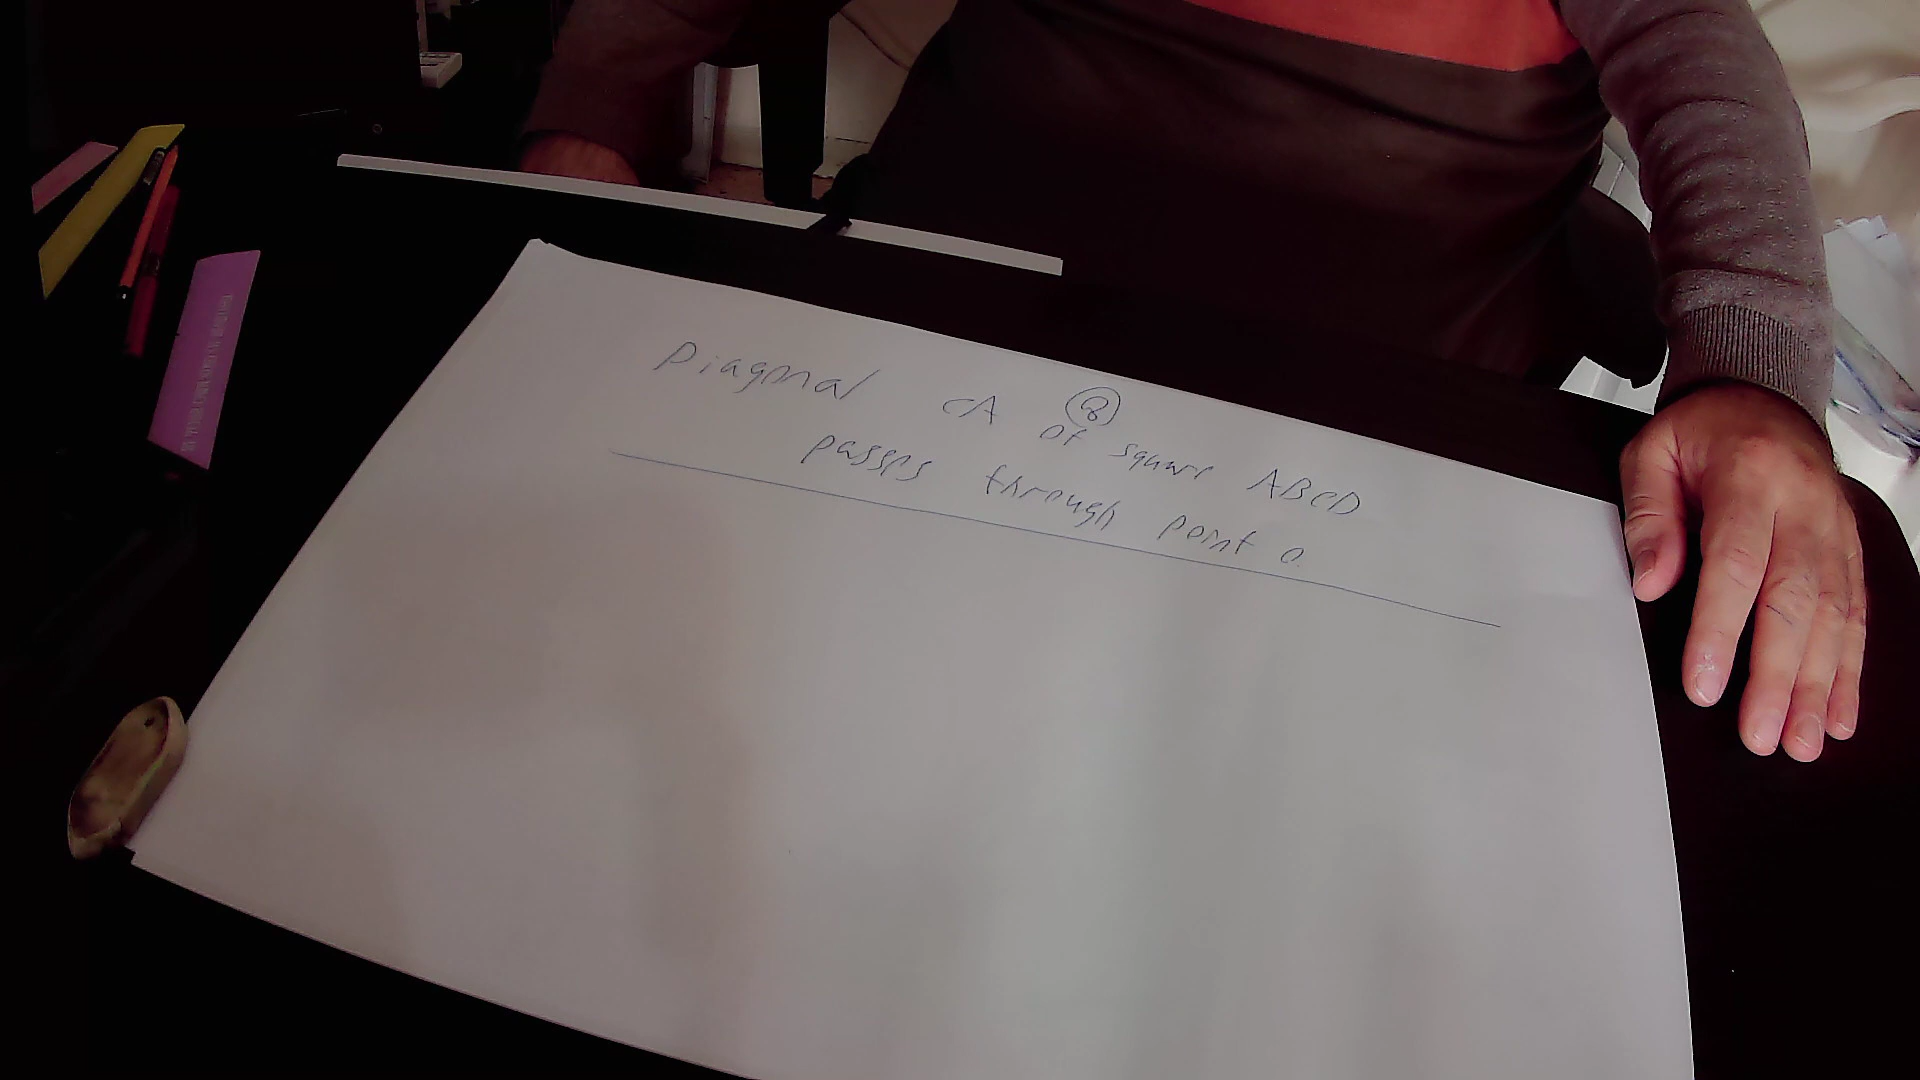 8
Diagonal CA of square ABCD
passes through point O.